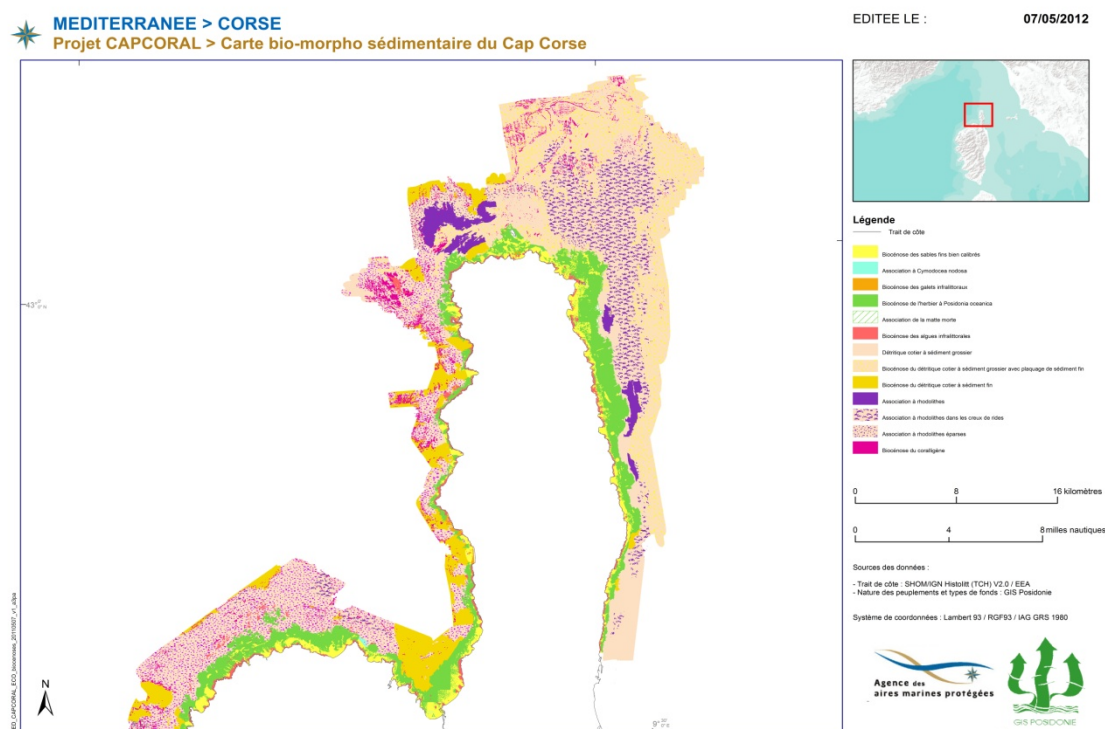 MEDITERRANEE > CORSE
Projet CAPCORAL > Carte bio-morpho sédimentaire du Cap Corse
EDITEE LE : 07/05/2012
Légende
Trait de côte
Biocénose des sables fins bien calibrés
Association à Cymodocea nodosa
Biocénose des galets infralittoraux
Biocénose de l'herbier à Posidonia oceanica
Association de la matte morte
Biocénose des algues infralittorales
Détritique cotier à sédiment grossier
Biocénose du détritique cotier à sédiment grossier avec plaquage de sédiment fin
Biocénose du détritique cotier à sédiment fin
Association à rhodolithes
Association à rhodolithes dans les creux de rides
Association à rhodolithes éparses
Biocénose du coralligène
0 8 16 kilomètres
0 4 8 milles nautiques
Sources des données :
- Trait de côte : SHOM/IGN Histolitt (TCH) V2.0 / EEA
- Nature des peuplements et types de fonds : GIS Posidonie
Système de coordonnées : Lambert 93 / RGF93 / IAG GRS 1980
Agence des
aires marines protégées
GIS POSIDONIE
43°
N
9°